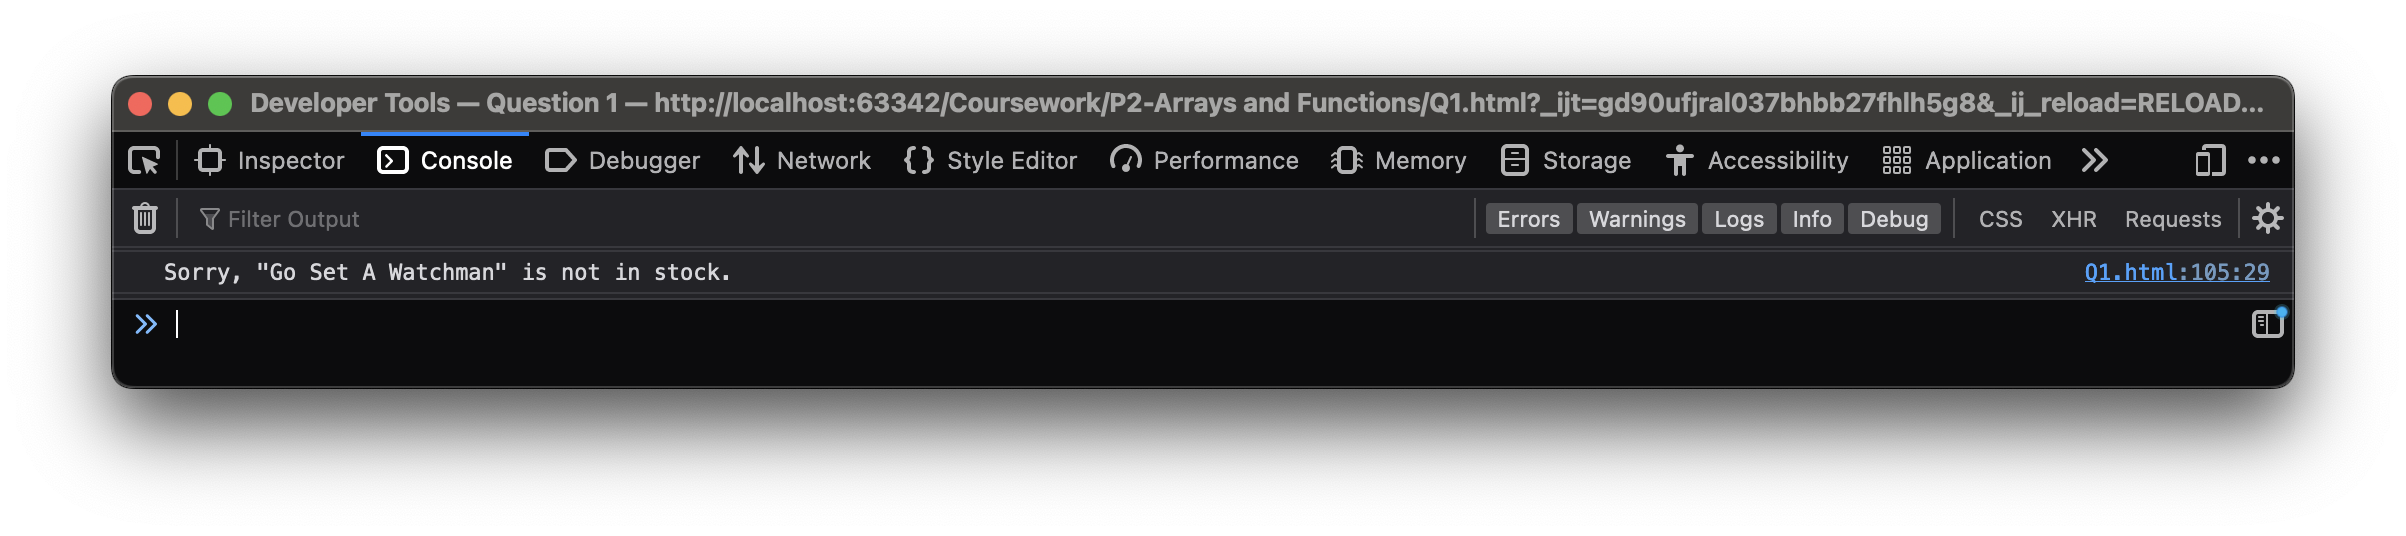 Developer Tools — Question 1 — http://localhost:63342/Coursework/P2-Arrays and Functions/Q1.html?_ijt=gd90ufjral037bhbb27fhlh5g8&_ij_reload=RELOAD...
Inspector Console Debugger Network Style Editor Performance Memory Storage Accessibility Application
Filter Output Errors Warnings Logs Info Debug CSS XHR Requests
Sorry, "Go Set A Watchman" is not in stock. Q1.html:105:29